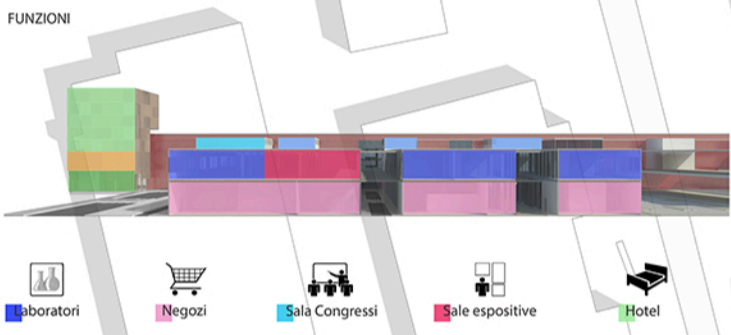 FUNZIONI
Laboratori
Negozi
Sala Congressi
Sale espositive
Hotel